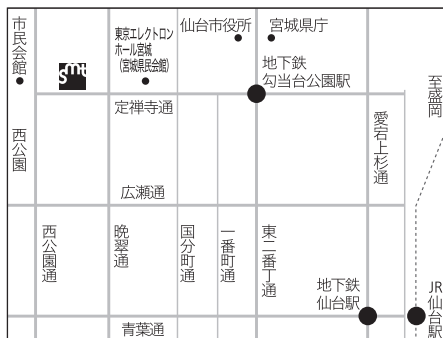 市民会館
smt
東京エレクトロン
ホール宮城
(宮城県民会館)
仙台市役所
宮城県庁
地下鉄
勾当台公園駅
至盛岡
定禅寺通
西公園
愛宕上杉通
広瀬通
西公園通
晩翠通
国分町通
一番町通
東二番丁通
地下鉄
仙台駅
JR仙台駅
青葉通